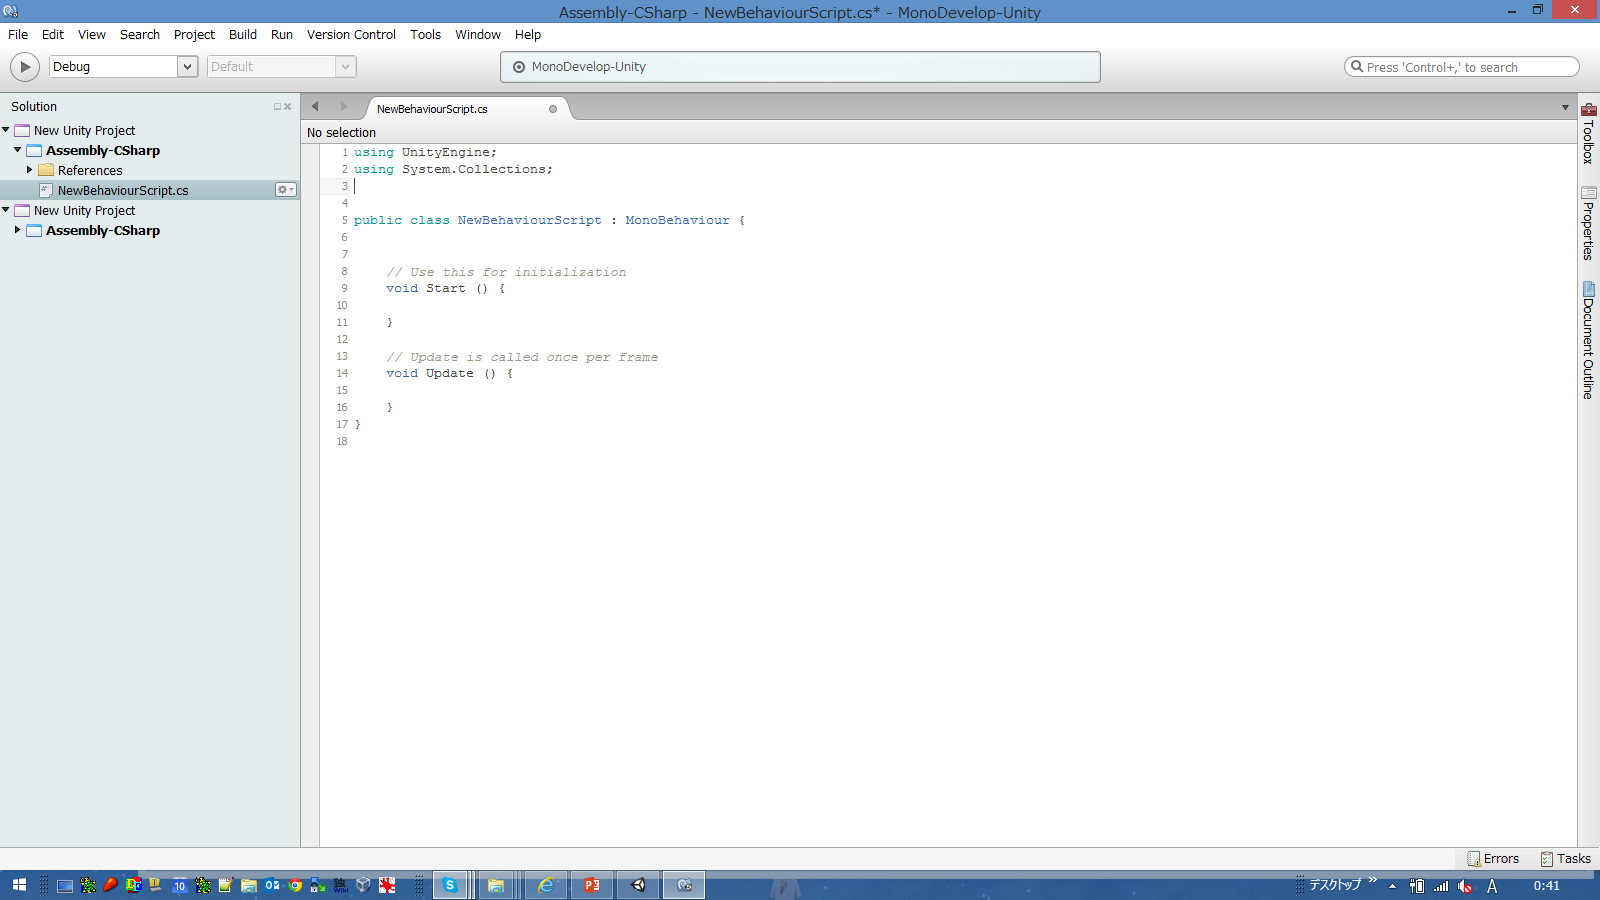 Assembly-CSharp - NewBehaviourScript.cs* - MonoDevelop-Unity
File Edit View Search Project Build Run Version Control Tools Window Help
Debug Default MonoDevelop-Unity Press 'Control+,' to search
Solution
New Unity Project
Assembly-CSharp
References
NewBehaviourScript.cs
New Unity Project
Assembly-CSharp
NewBehaviourScript.cs
No selection
1 using UnityEngine;
2 using System.Collections;
3
4
5 public class NewBehaviourScript : MonoBehaviour {
6
7
8 // Use this for initialization
9 void Start () {
10
11 }
12
13 // Update is called once per frame
14 void Update () {
15
16 }
17 }
18
Toolbox
Properties
Document Outline
Errors Tasks
10
デスクトップ
A
0:41